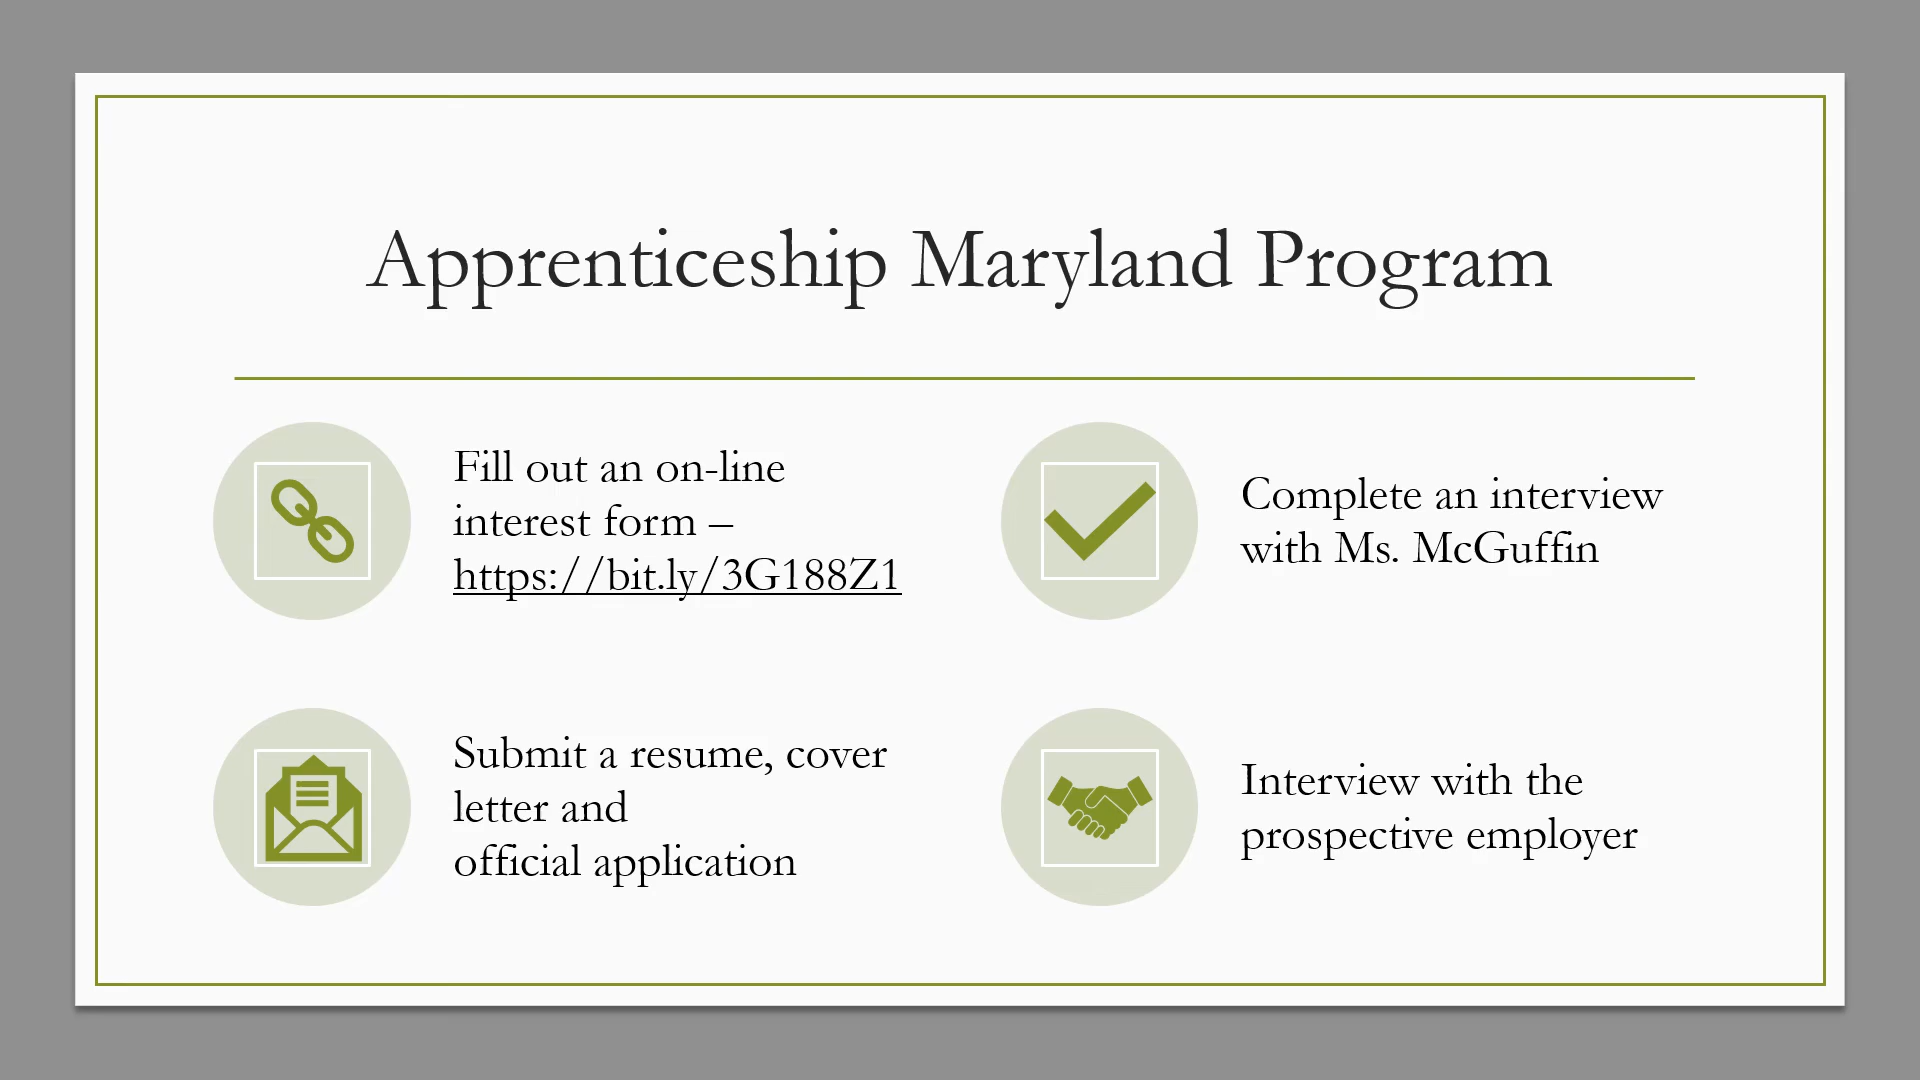 Apprenticeship Maryland Program
Fill out an on-line
interest form –
https://bit.ly/3G188Z1
Complete an interview
with Ms. McGuffin
Submit a resume, cover
letter and
official application
Interview with the
prospective employer